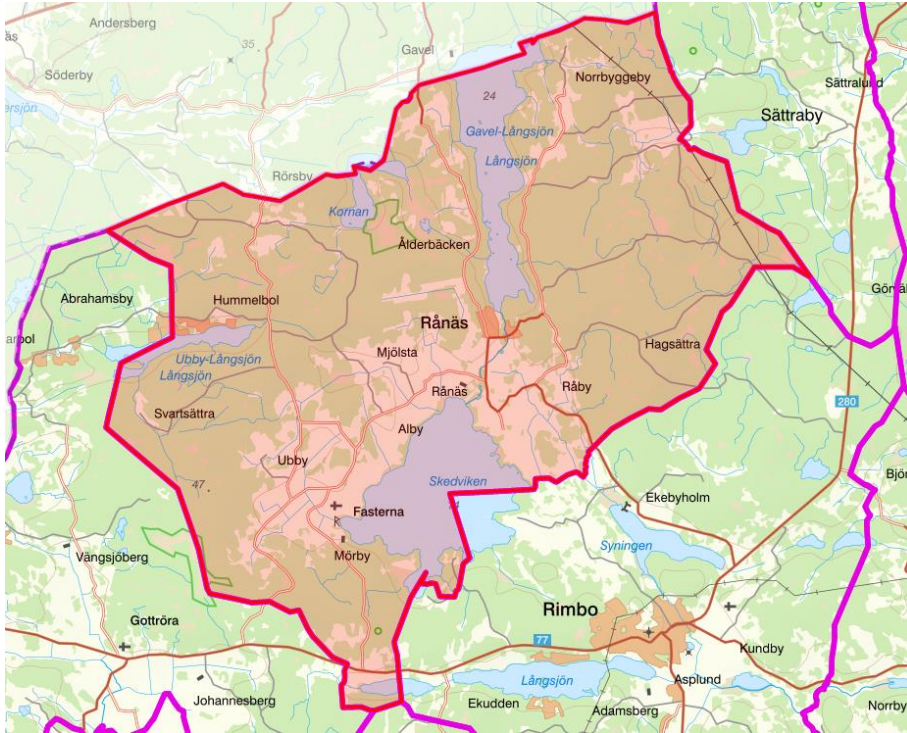 Andersberg
35
Gavel
Söderby
24
Norrbyggeby
Sättralund
Sättraby
Gavel-Långsjön
Långsjön
Rörsby
Kornan
Ålderbäcken
Abrahamsby
Hummelbol
Rånäs
Ubby-Långsjön
Långsjön
Mjölsta
Hagsättra
Rånäs
Råby
280
Svartsättra
Alby
Ubby
47
Skedviken
Fasterna
Ekebyholm
Mörby
Syningen
Vängsjöberg
Gottröra
Rimbo
77
Kundby
Asplund
Långsjön
Johannesberg
Ekudden
Adamsberg
Norrby